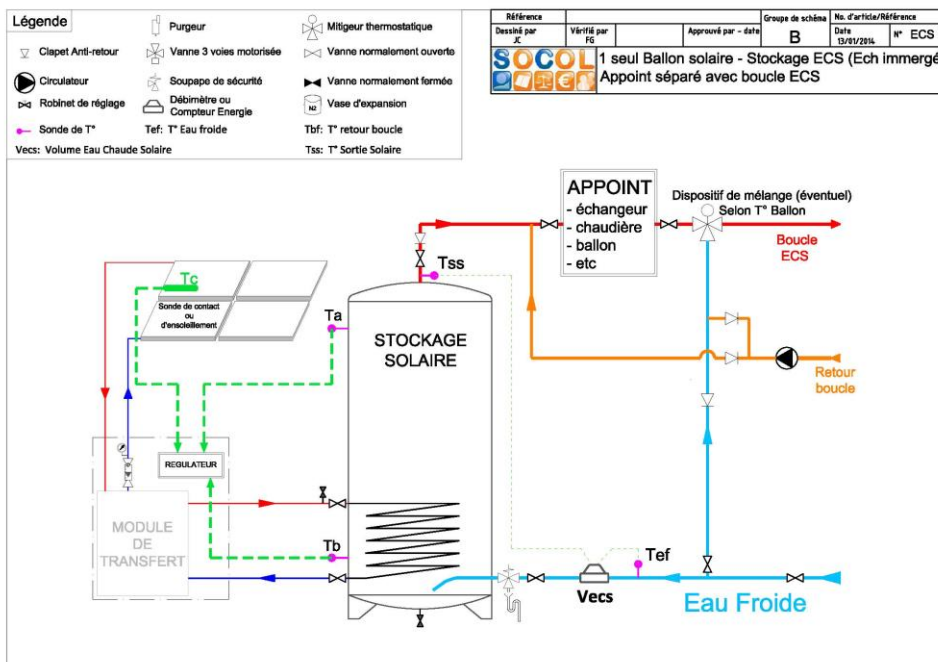 Légende
Purgeur
Mitigeur thermostatique
Clapet Anti-retour
Vanne 3 voies motorisée
Vanne normalement ouverte
Circulateur
Soupape de sécurité
Vanne normalement fermée
Robinet de réglage
Débimètre ou
Compteur Energie
N2
Vase d'expansion
Sonde de T°
Tef: T° Eau froide
Tbf: T° retour boucle
Vecs: Volume Eau Chaude Solaire
Tss: T° Sortie Solaire
Référence
Groupe de schéma
B
No. d'article/Référence
Dessiné par
JC
Vérifié par
FG
Approuvé par - date
Date
13/01/2014
N° ECS
SOCOL
1 seul Ballon solaire - Stockage ECS (Ech immergé
Appoint séparé avec boucle ECS
APPOINT
- échangeur
- chaudière
- ballon
- etc
Dispositif de mélange (éventuel)
Selon T° Ballon
Boucle
ECS
Tss
Tc
Sonde de contact
ou
d'ensoleillement
Ta
STOCKAGE
SOLAIRE
Retour
boucle
REGULATEUR
MODULE
DE
TRANSFERT
Tb
Tef
Vecs
Eau Froide